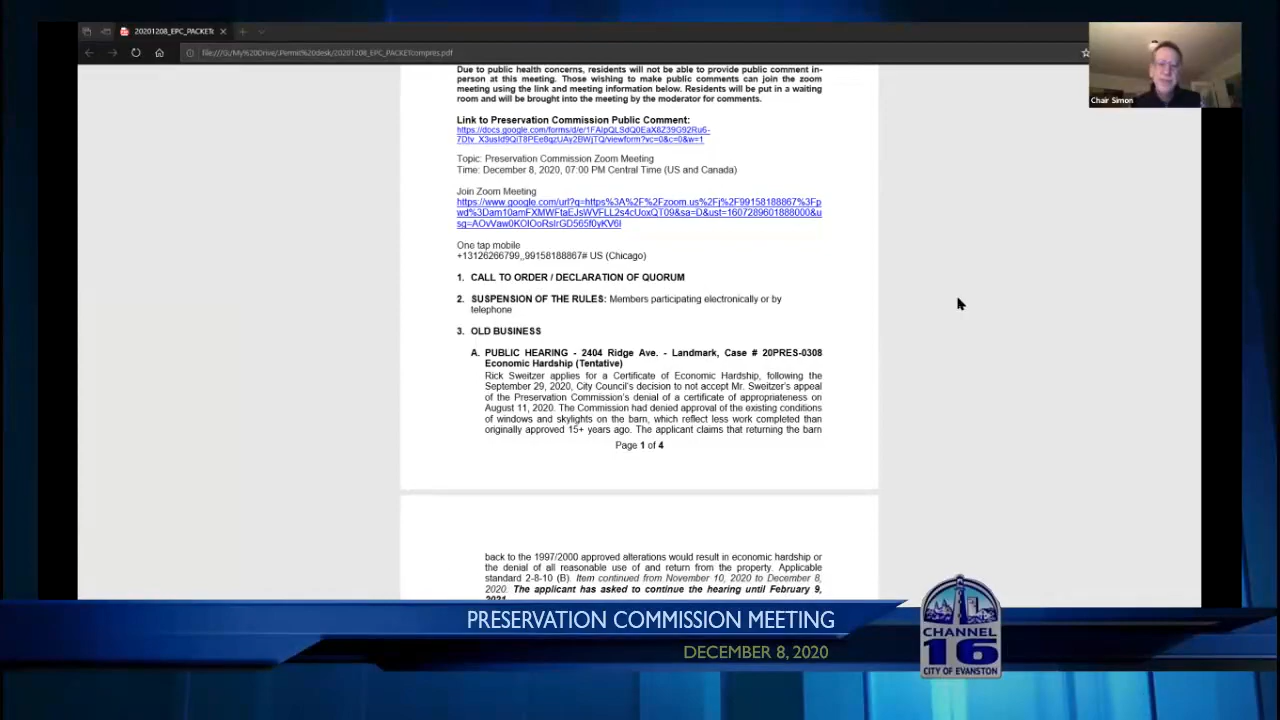 20201208_EPC_PACKETc
file:///G:/My%20Drive/.Permit%20desk/20201208_EPC_PACKETcompres.pdf
Chair Simon
Due to public health concerns, residents will not be able to provide public comment in-
person at this meeting. Those wishing to make public comments can join the zoom
meeting using the link and meeting information below. Residents will be put in a waiting
room and will be brought into the meeting by the moderator for comments.
Link to Preservation Commission Public Comment:
Topic: Preservation Commission Zoom Meeting
Time: December 8, 2020, 07:00 PM Central Time (US and Canada)
Join Zoom Meeting
One tap mobile
+13126266799,,99158188867# US (Chicago)
1. CALL TO ORDER / DECLARATION OF QUORUM
2. SUSPENSION OF THE RULES: Members participating electronically or by
telephone
3. OLD BUSINESS
A. PUBLIC HEARING - 2404 Ridge Ave. - Landmark, Case # 20PRES-0308
Economic Hardship (Tentative)
Rick Sweitzer applies for a Certificate of Economic Hardship, following the
September 29, 2020, City Council's decision to not accept Mr. Sweitzer's appeal
of the Preservation Commission's denial of a certificate of appropriateness on
August 11, 2020. The Commission had denied approval of the existing conditions
of windows and skylights on the barn, which reflect less work completed than
originally approved 15+ years ago. The applicant claims that returning the barn
Page 1 of 4
back to the 1997/2000 approved alterations would result in economic hardship or
the denial of all reasonable use of and return from the property. Applicable
standard 2-8-10 (B). Item continued from November 10, 2020 to December 8,
2020. The applicant has asked to continue the hearing until February 9,
PRESERVATION COMMISSION MEETING
DECEMBER 8, 2020
CHANNEL
16
CITY OF EVANSTON